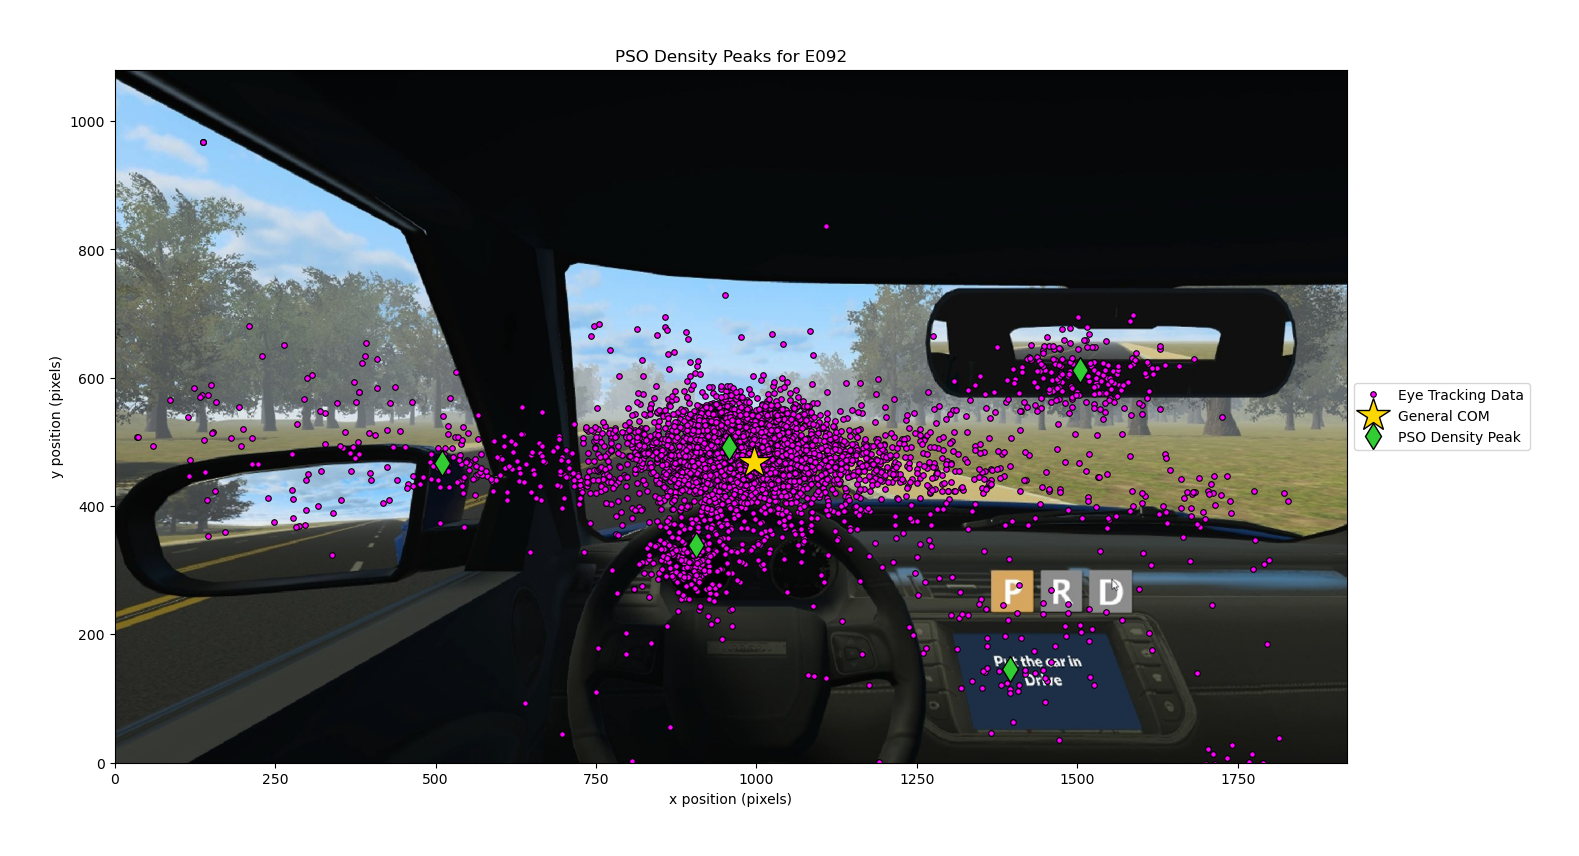 PSO Density Peaks for E092
1000
800
600
400
200
0
y position (pixels)
P R D
Put the car in
Drive
0 250 500 750 1000 1250 1500 1750
x position (pixels)
Eye Tracking Data
General COM
PSO Density Peak